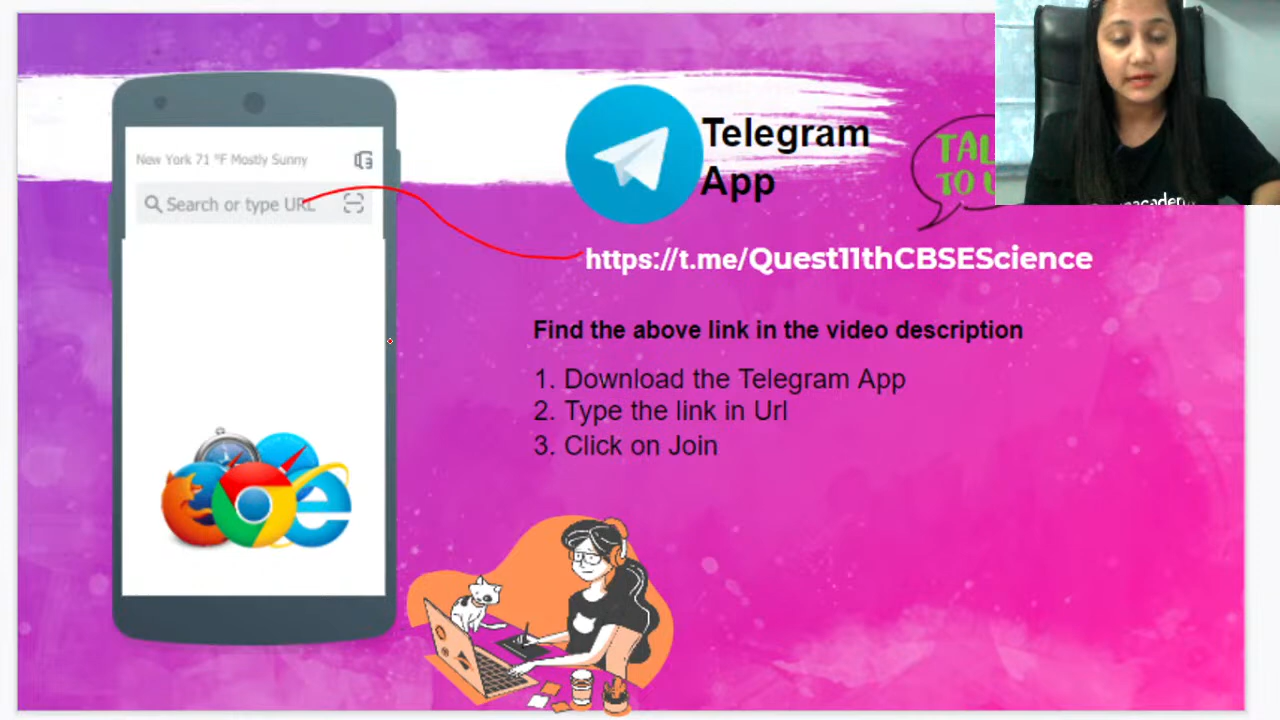 New York 71 °F Mostly Sunny
Search or type URL
Telegram
App
https://t.me/Quest11thCBSEScience
Find the above link in the video description
1. Download the Telegram App
2. Type the link in Url
3. Click on Join